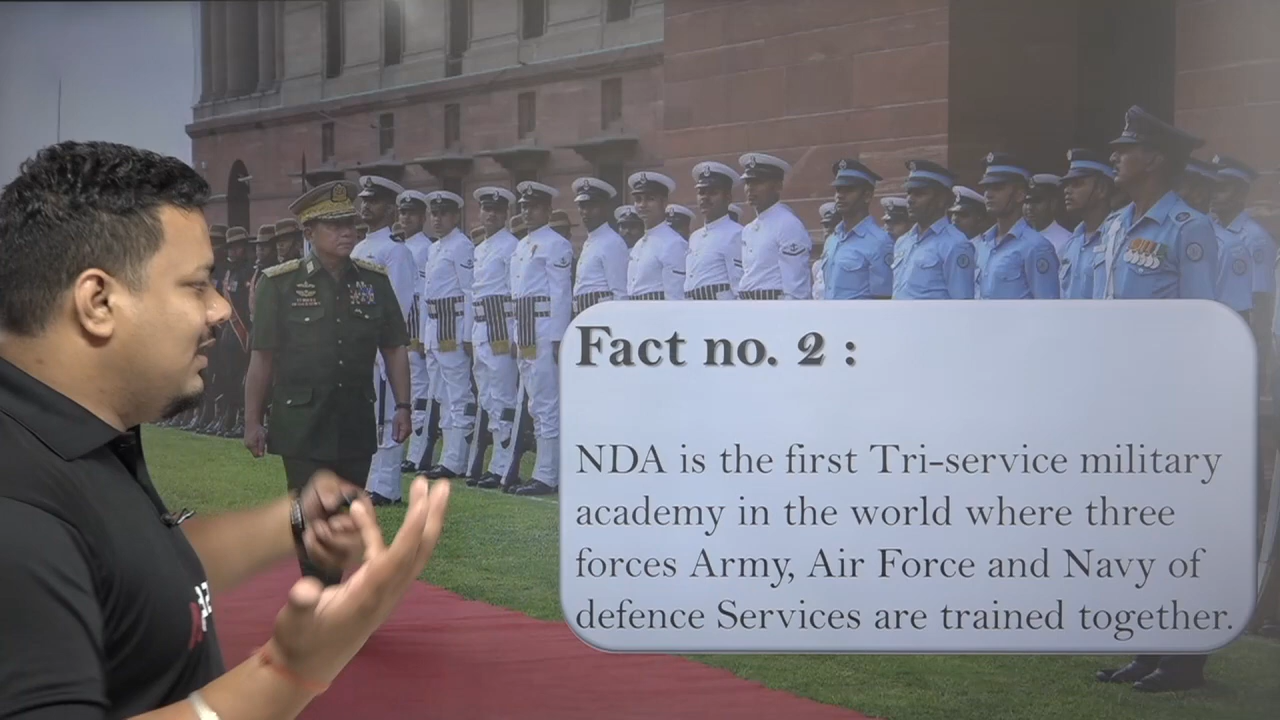 Fact no. 2 :
NDA is the first Tri-service military
academy in the world where three
forces Army, Air Force and Navy of
defence Services are trained together.